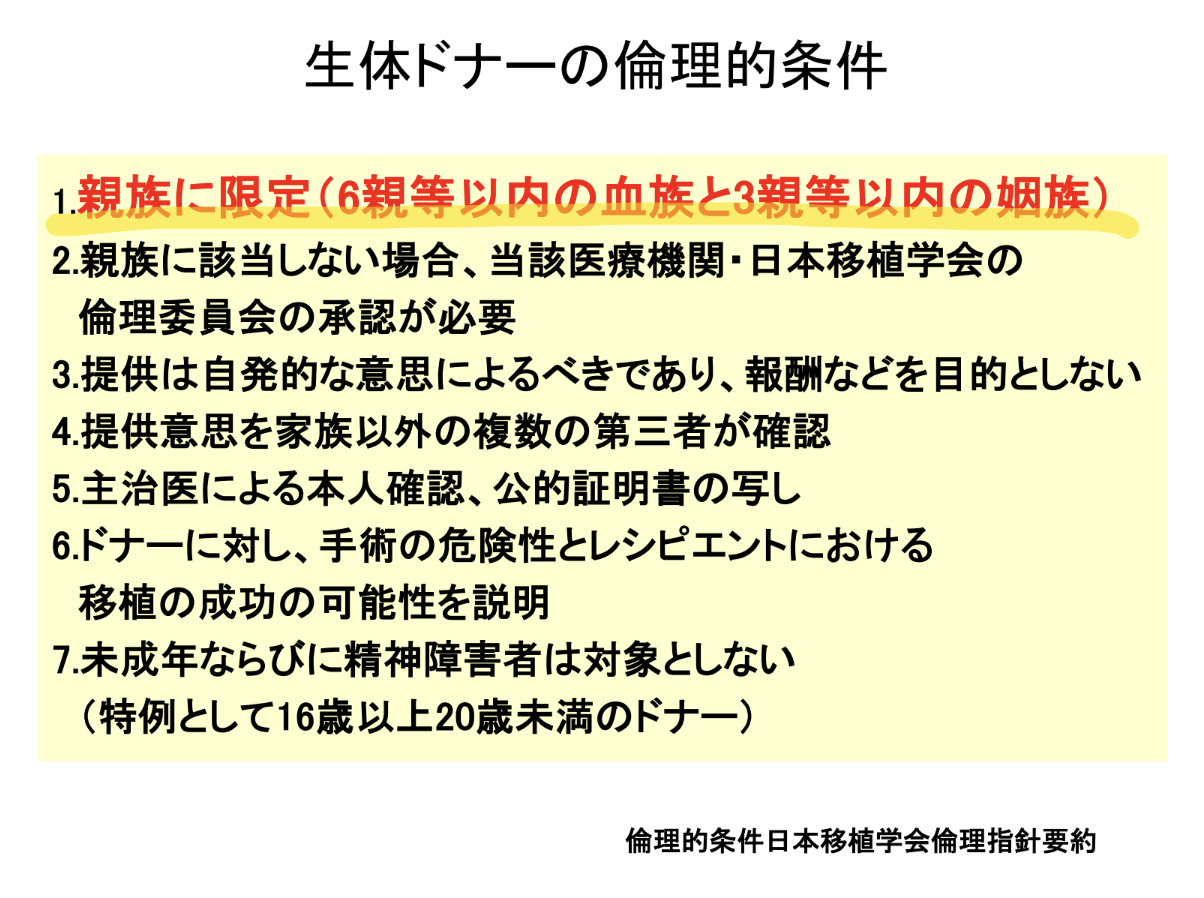 生体ドナーの倫理的条件
1.親族に限定(6親等以内の血族と3親等以内の姻族)
2.親族に該当しない場合、当該医療機関・日本移植学会の
倫理委員会の承認が必要
3.提供は自発的な意思によるべきであり、報酬などを目的としない
4.提供意思を家族以外の複数の第三者が確認
5.主治医による本人確認、公的証明書の写し
6.ドナーに対し、手術の危険性とレシピエントにおける
移植の成功の可能性を説明
7.未成年ならびに精神障害者は対象としない
(特例として16歳以上20歳未満のドナー)
倫理的条件日本移植学会倫理指針要約